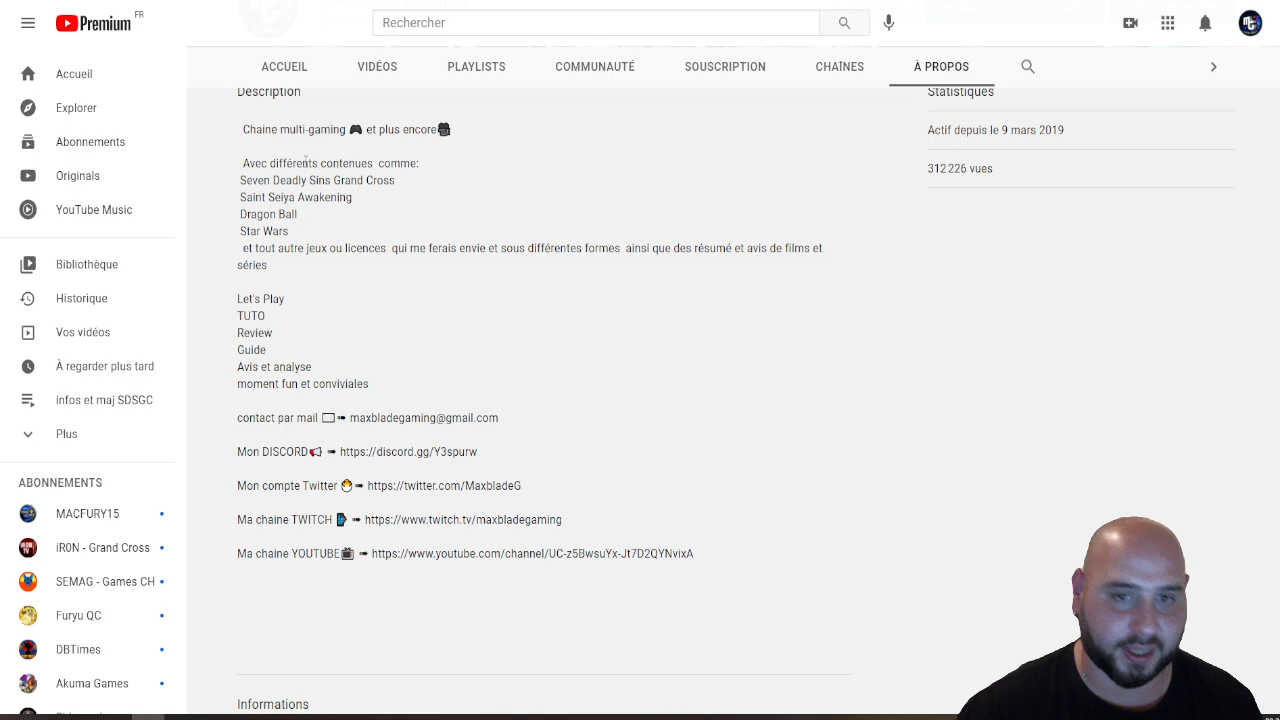 Premium FR
Rechercher
ACCUEIL VIDÉOS PLAYLISTS COMMUNAUTÉ SOUSCRIPTION CHAÎNES À PROPOS
Accueil
Explorer
Abonnements
Originals
YouTube Music
Bibliothèque
Historique
Vos vidéos
À regarder plus tard
infos et maj SDSGC
Plus
ABONNEMENTS
MACFURY15
iR0N - Grand Cross
SEMAG - Games CH
Furyu QC
DBTimes
Akuma Games
Description
Chaine multi-gaming 🎮 et plus encore
Avec différents contenues comme:
Seven Deadly Sins Grand Cross
Saint Seiya Awakening
Dragon Ball
Star Wars
et tout autre jeux ou licences qui me ferais envie et sous différentes formes ainsi que des résumé et avis de films et
séries
Let's Play
TUTO
Review
Guide
Avis et analyse
moment fun et conviviales
contact par mail ➠ maxbladegaming@gmail.com
Mon DISCORD ➠ https://discord.gg/Y3spurw
Mon compte Twitter ➠ https://twitter.com/MaxbladeG
Ma chaine TWITCH ➠ https://www.twitch.tv/maxbladegaming
Ma chaine YOUTUBE ➠ https://www.youtube.com/channel/UC-z5BwsuYx-Jt7D2QYNvixA
Informations
Statistiques
Actif depuis le 9 mars 2019
312 226 vues